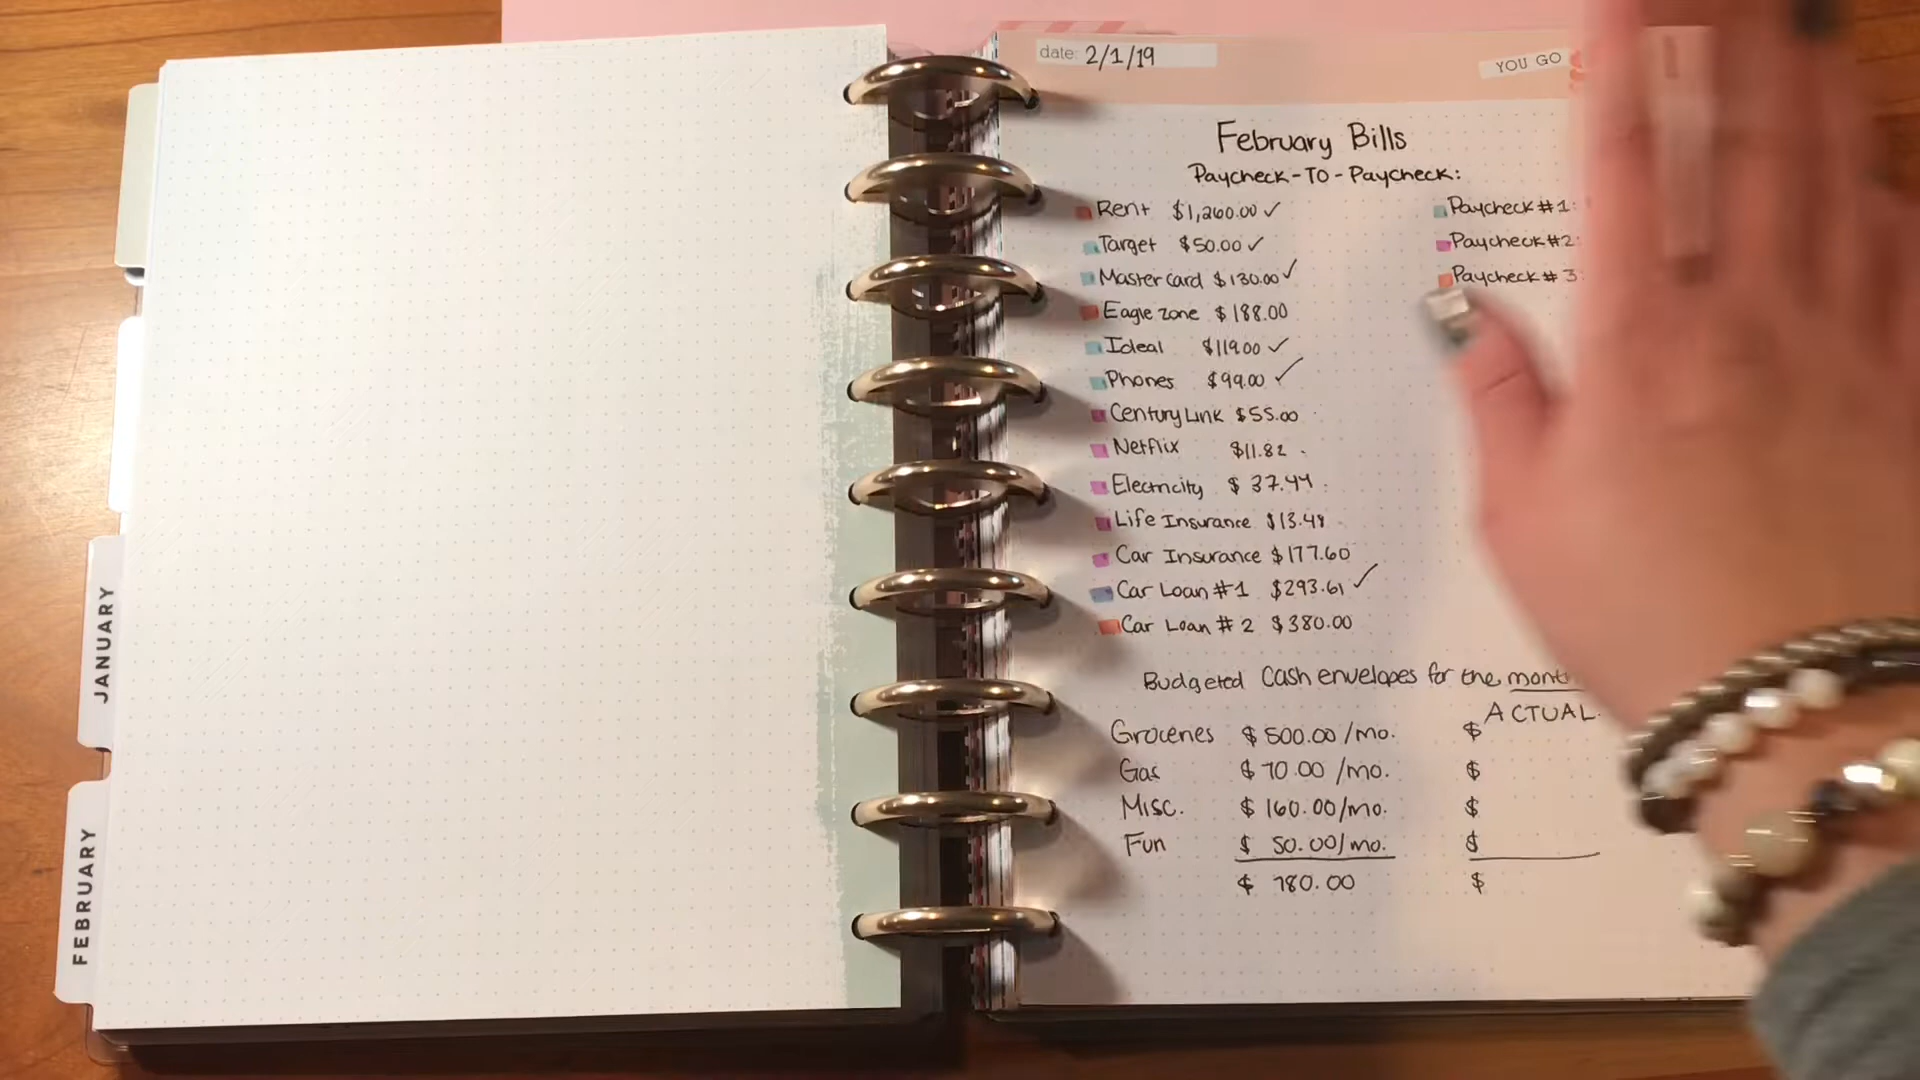 JANUARY
FEBRUARY
date: 2/1/19
YOU GO
February Bills
Paycheck-TO-Paycheck:
Rent $1,260.00 ✓
Target $50.00 ✓
Master card $130.00 ✓
Eagle zone $188.00
Ideal $119.00 ✓
Phones $99.00 ✓
Century Link $55.00
Netflix $11.82
Electricity $37.44
Life Insurance $13.48
Car Insurance $177.60
Car Loan #1 $293.61 ✓
Car Loan #2 $380.00
Paycheck #1:
Paycheck #2:
Paycheck #3:
Budgeted Cash envelopes for the
ACTUAL
Groceries $500.00/mo. $
Gas $70.00/mo. $
Misc. $160.00/mo. $
Fun $50.00/mo. $
$780.00 $